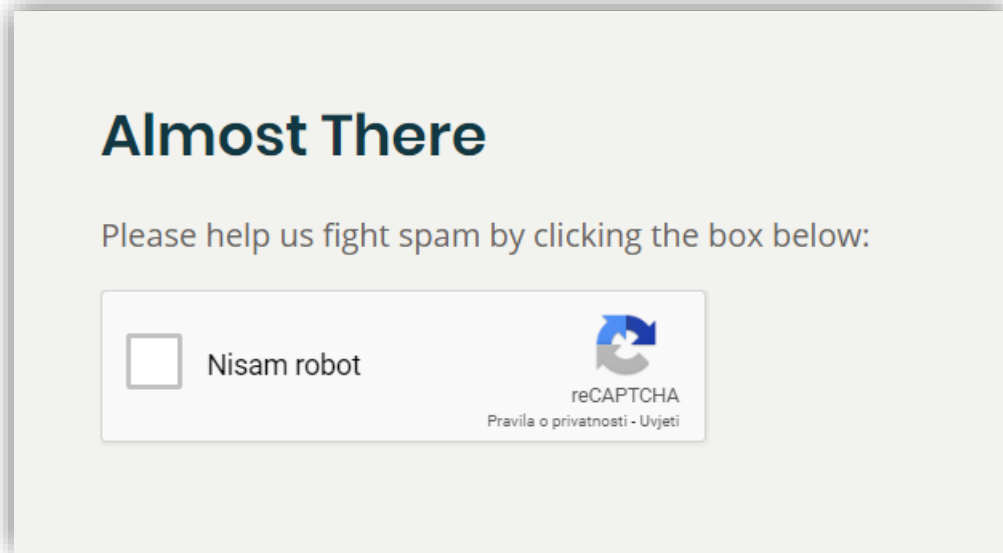 Almost There
Please help us fight spam by clicking the box below:
Nisam robot
reCAPTCHA
Pravila o privatnosti - Uvjeti